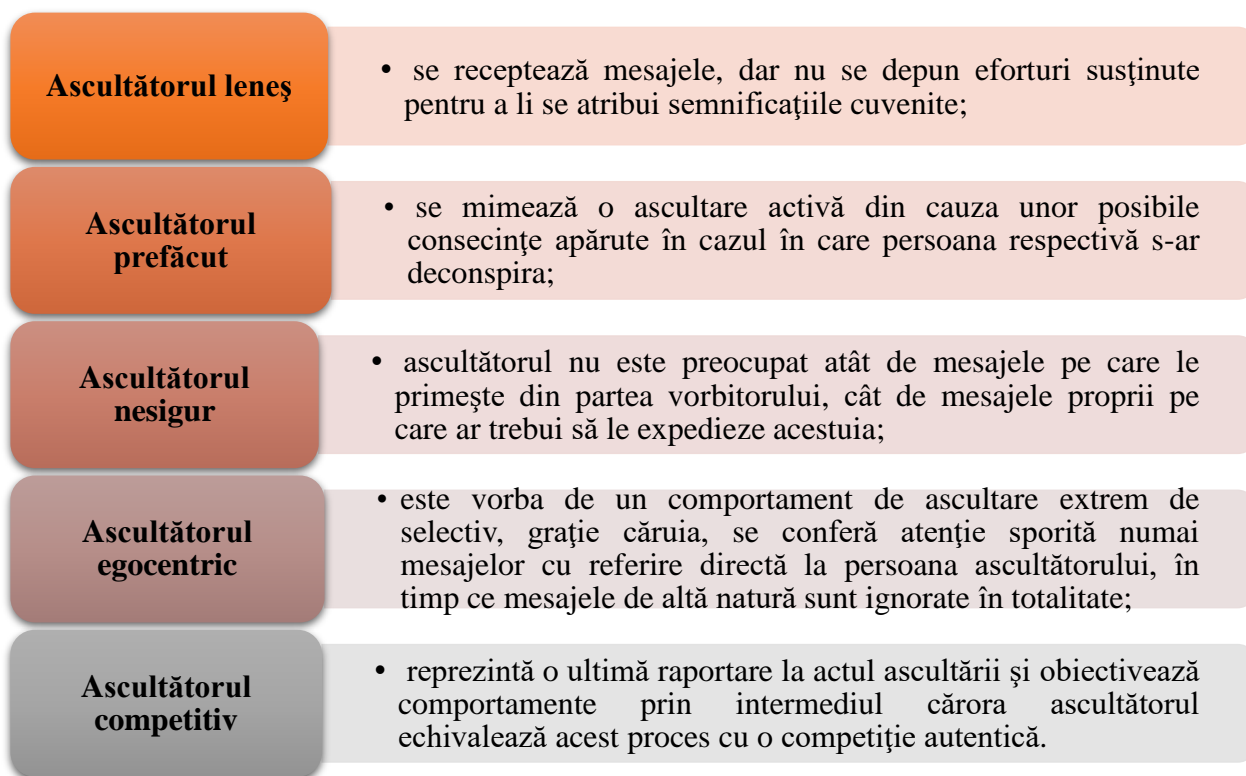 Ascultătorul leneş
• se receptează mesajele, dar nu se depun eforturi susţinute
pentru a li se atribui semnificaţiile cuvenite;
Ascultătorul
prefăcut
• se mimează o ascultare activă din cauza unor posibile
consecinţe apărute în cazul în care persoana respectivă s-ar
deconspira;
Ascultătorul
nesigur
• ascultătorul nu este preocupat atât de mesajele pe care le
primeşte din partea vorbitorului, cât de mesajele proprii pe
care ar trebui să le expedieze acestuia;
Ascultătorul
egocentric
• este vorba de un comportament de ascultare extrem de
selectiv, graţie căruia, se conferă atenţie sporită numai
mesajelor cu referire directă la persoana ascultătorului, în
timp ce mesajele de altă natură sunt ignorate în totalitate;
Ascultătorul
competitiv
• reprezintă o ultimă raportare la actul ascultării şi obiectivează
comportamente prin intermediul cărora ascultătorul
echivalează acest proces cu o competiţie autentică.